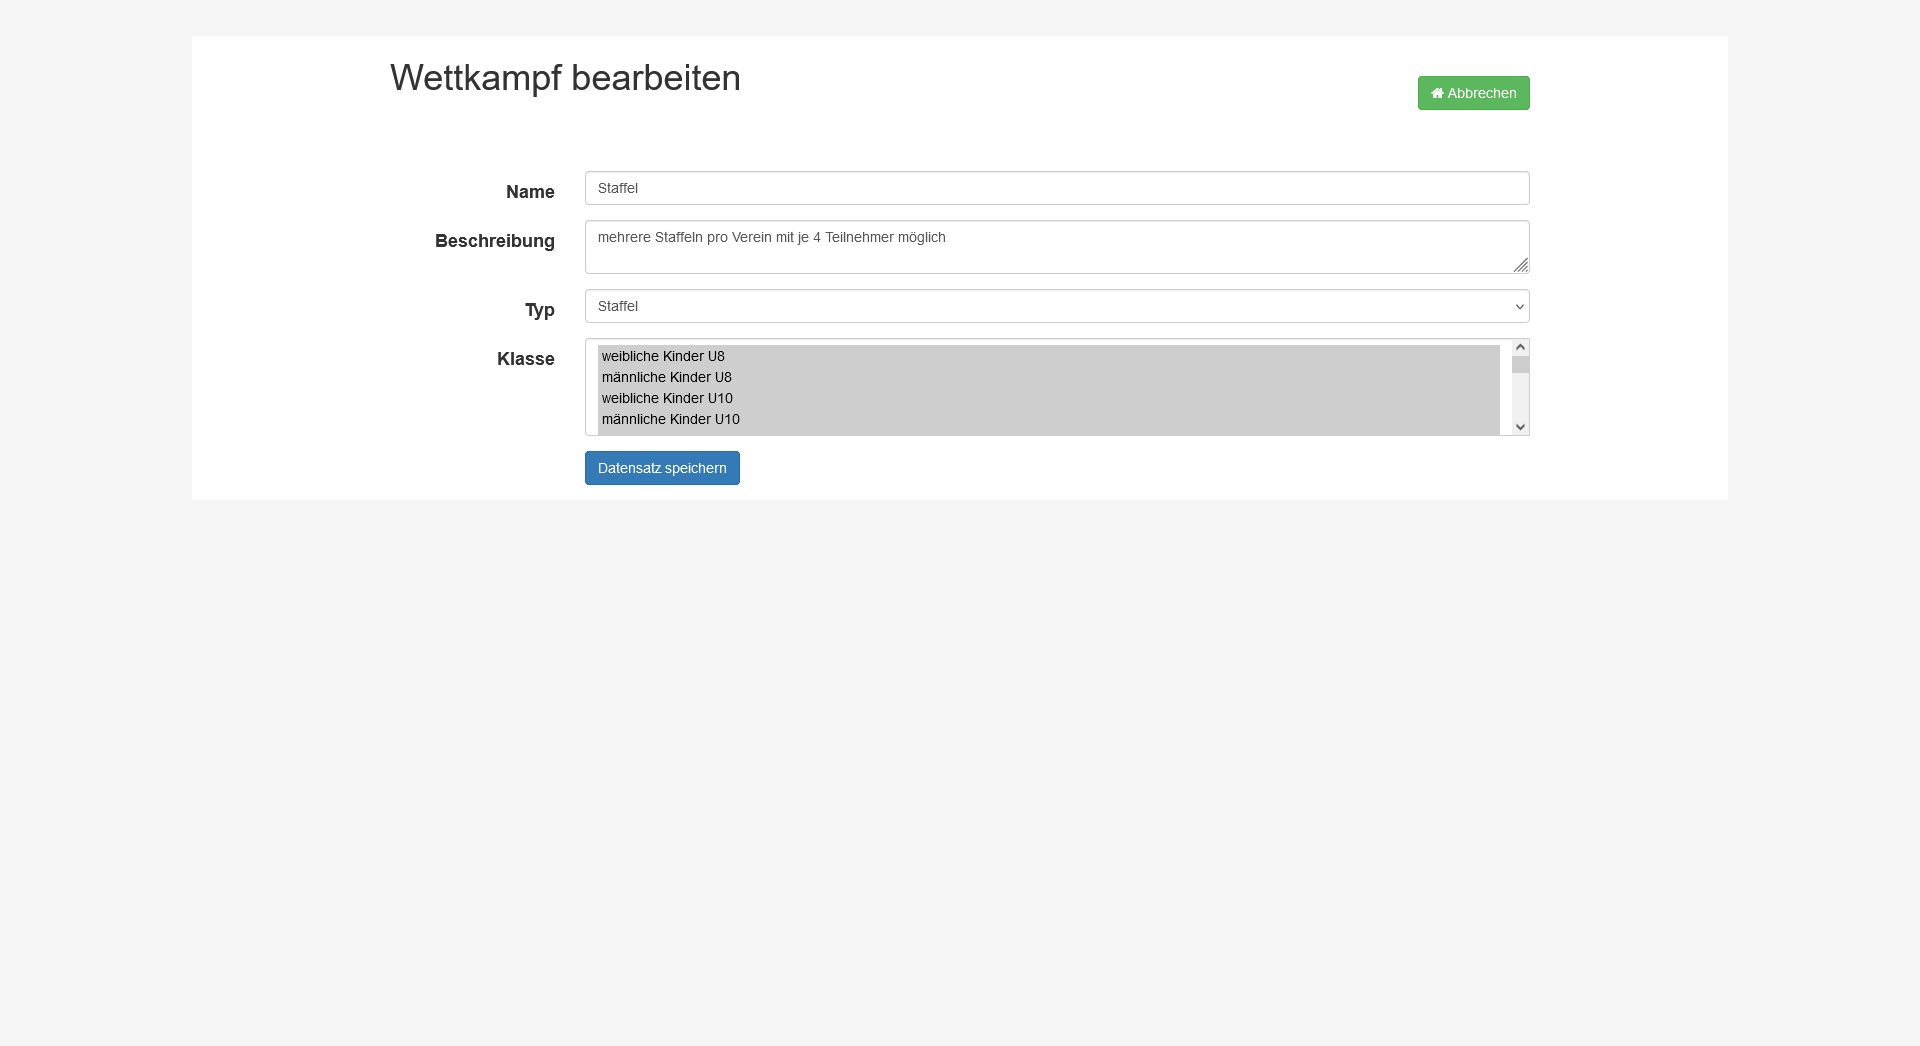 Wettkampf bearbeiten
Abbrechen
Name
Staffel
Beschreibung
mehrere Staffeln pro Verein mit je 4 Teilnehmer möglich
Typ
Staffel
Klasse
weibliche Kinder U8
männliche Kinder U8
weibliche Kinder U10
männliche Kinder U10
Datensatz speichern